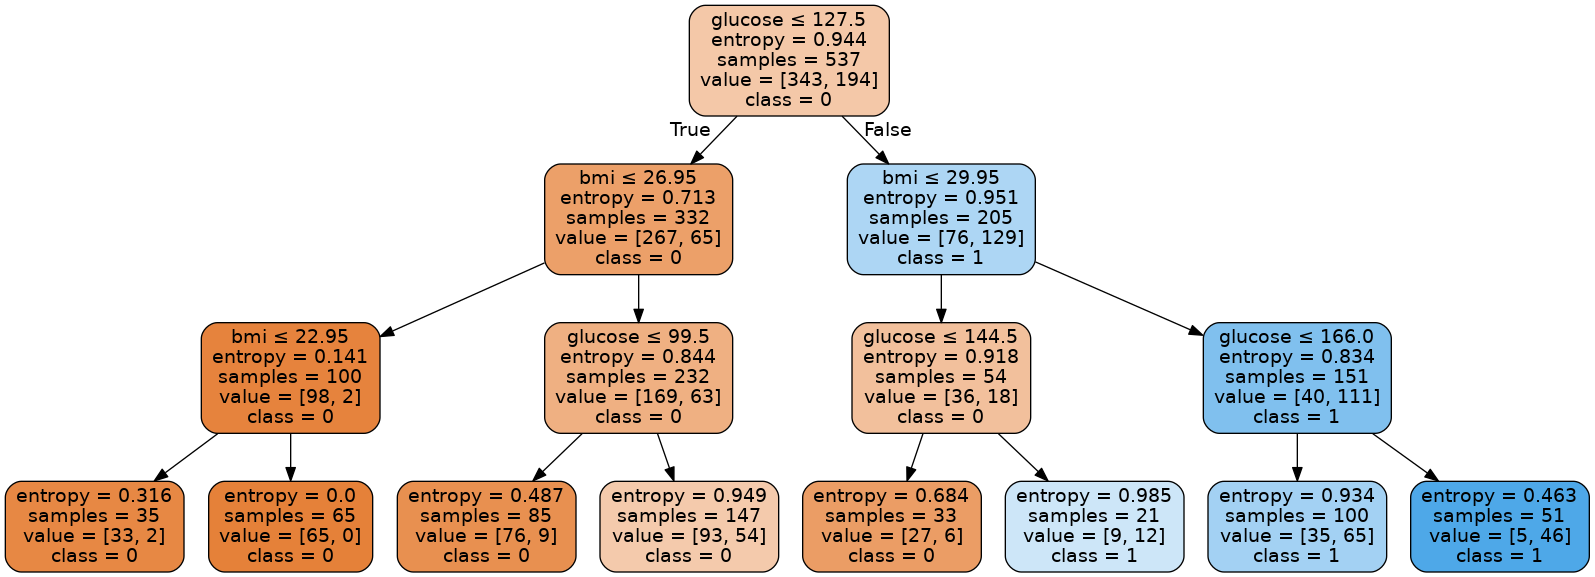 glucose ≤ 127.5
entropy = 0.944
samples = 537
value = [343, 194]
class = 0
True
False
bmi ≤ 26.95
entropy = 0.713
samples = 332
value = [267, 65]
class = 0
bmi ≤ 29.95
entropy = 0.951
samples = 205
value = [76, 129]
class = 1
bmi ≤ 22.95
entropy = 0.141
samples = 100
value = [98, 2]
class = 0
glucose ≤ 99.5
entropy = 0.844
samples = 232
value = [169, 63]
class = 0
glucose ≤ 144.5
entropy = 0.918
samples = 54
value = [36, 18]
class = 0
glucose ≤ 166.0
entropy = 0.834
samples = 151
value = [40, 111]
class = 1
entropy = 0.316
samples = 35
value = [33, 2]
class = 0
entropy = 0.0
samples = 65
value = [65, 0]
class = 0
entropy = 0.487
samples = 85
value = [76, 9]
class = 0
entropy = 0.949
samples = 147
value = [93, 54]
class = 0
entropy = 0.684
samples = 33
value = [27, 6]
class = 0
entropy = 0.985
samples = 21
value = [9, 12]
class = 1
entropy = 0.934
samples = 100
value = [35, 65]
class = 1
entropy = 0.463
samples = 51
value = [5, 46]
class = 1